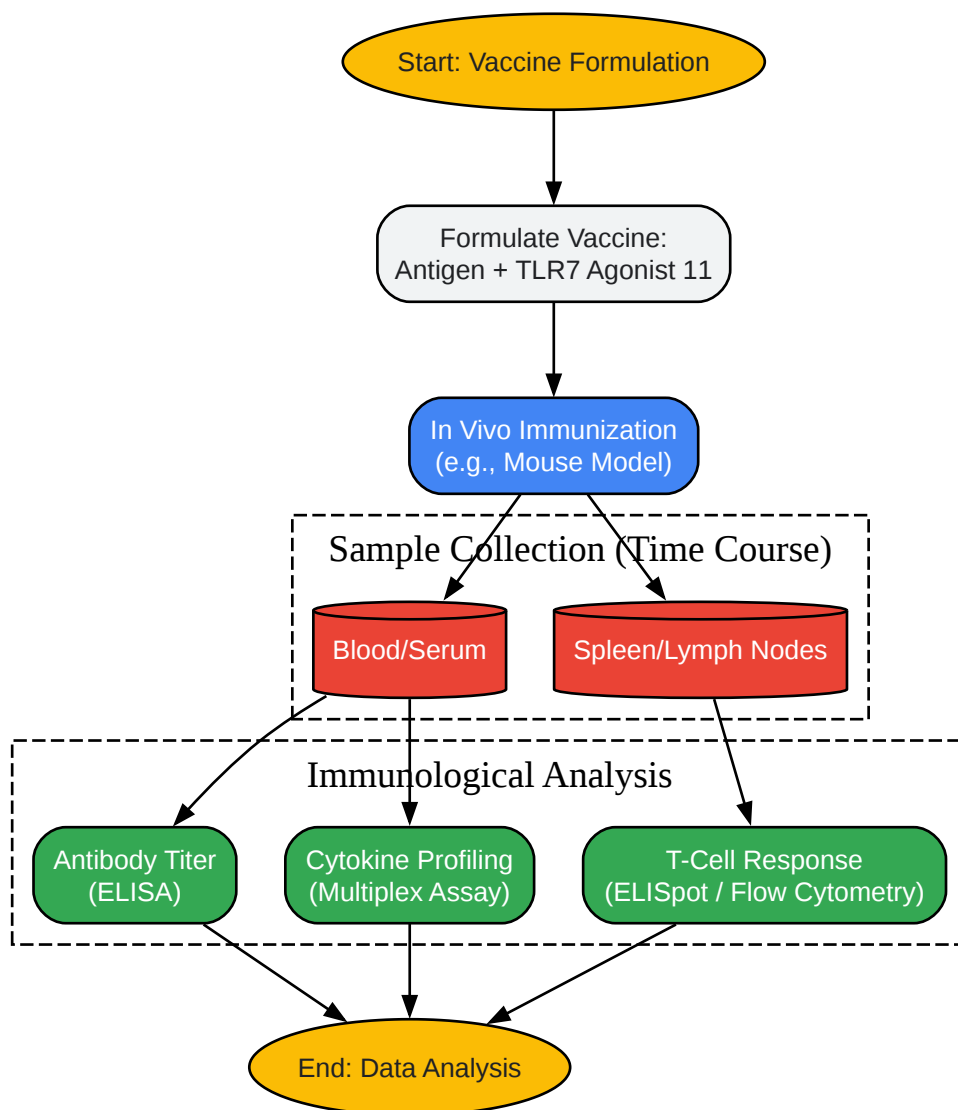 Start: Vaccine Formulation
Formulate Vaccine:
Antigen + TLR7 Agonist 11
In Vivo Immunization
(e.g., Mouse Model)
Sample Collection (Time Course)
Blood/Serum
Spleen/Lymph Nodes
Immunological Analysis
Antibody Titer
(ELISA)
Cytokine Profiling
(Multiplex Assay)
T-Cell Response
(ELISpot / Flow Cytometry)
End: Data Analysis